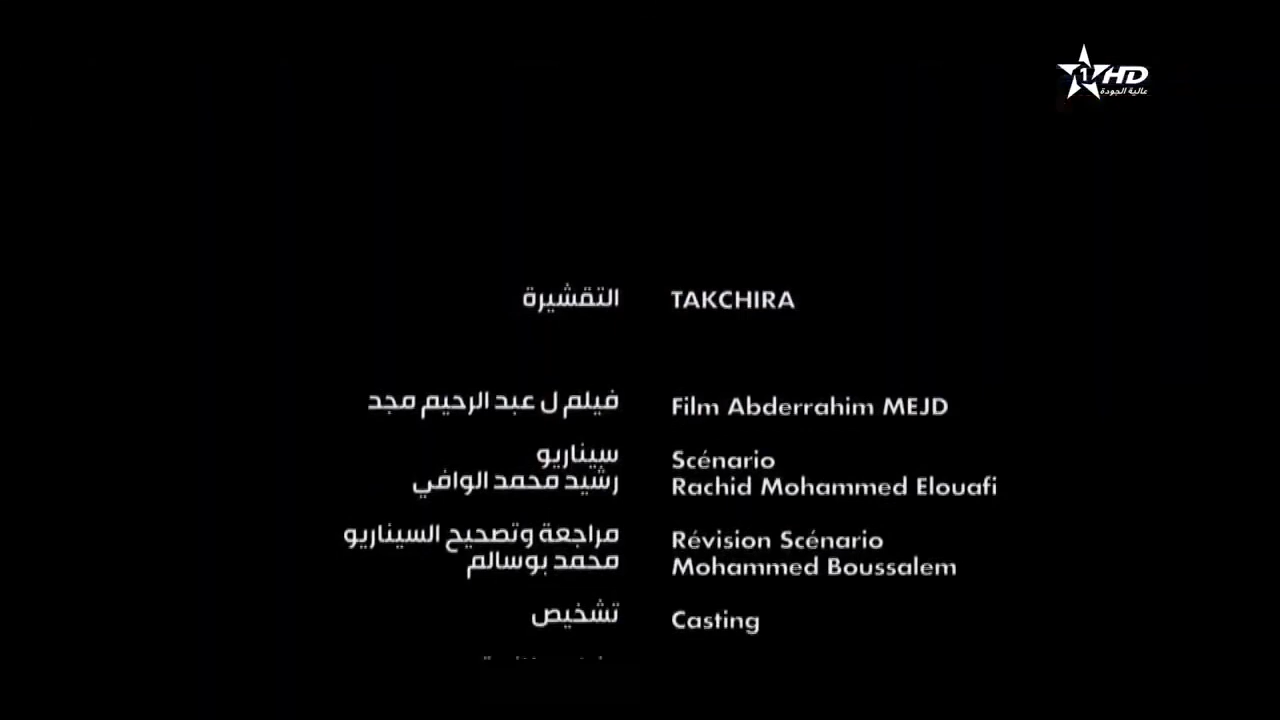 1HD
عالية الجودة
التقشيرة
TAKCHIRA
فيلم ل عبد الرحيم مجد
Film Abderrahim MEJD
سيناريو
Scénario
رشيد محمد الوافي
Rachid Mohammed Elouafi
مراجعة وتصحيح السيناريو
Révision Scénario
محمد بوسالم
Mohammed Boussalem
تشخيص
Casting